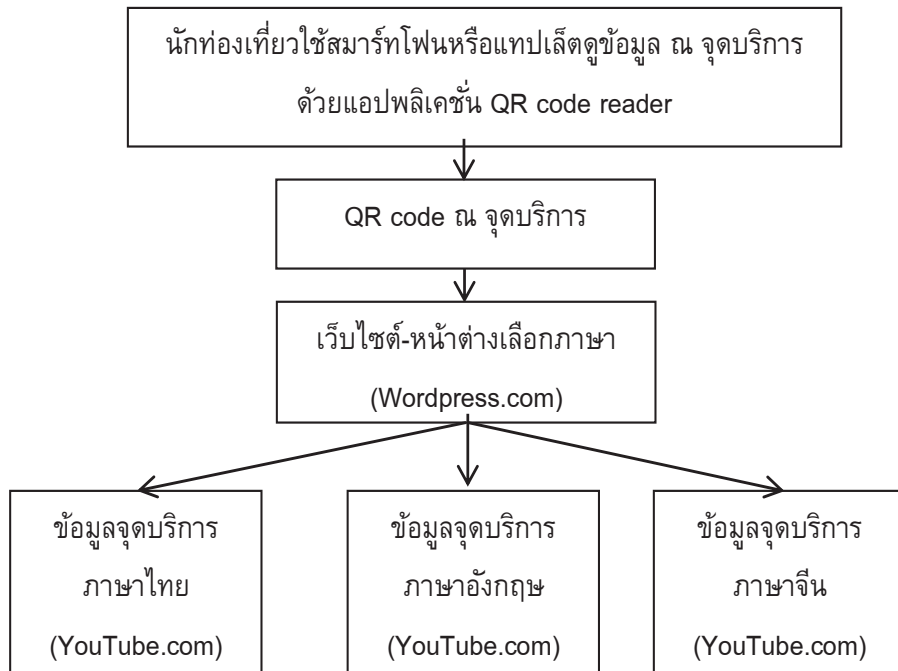 นักท่องเที่ยวใช้สมาร์ทโฟนหรือแทปเล็ตดูข้อมูล ณ จุดบริการ
ด้วยแอปพลิเคชั่น QR code reader
QR code ณ จุดบริการ
เว็บไซต์-หน้าต่างเลือกภาษา
(Wordpress.com)
ข้อมูลจุดบริการ
ภาษาไทย
(YouTube.com)
ข้อมูลจุดบริการ
ภาษาอังกฤษ
(YouTube.com)
ข้อมูลจุดบริการ
ภาษาจีน
(YouTube.com)